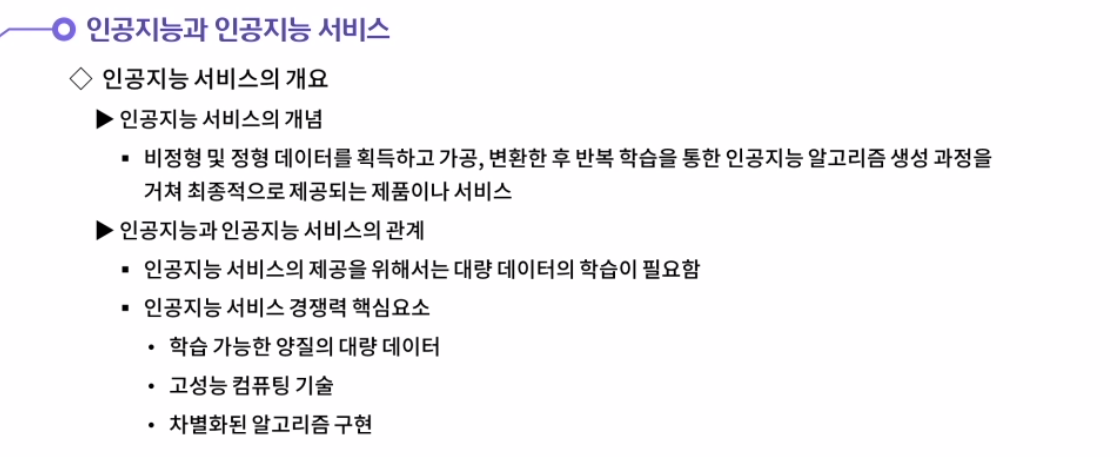 인공지능과 인공지능 서비스
◇ 인공지능 서비스의 개요
▶ 인공지능 서비스의 개념
▪ 비정형 및 정형 데이터를 획득하고 가공, 변환한 후 반복 학습을 통한 인공지능 알고리즘 생성 과정을
거쳐 최종적으로 제공되는 제품이나 서비스
▶ 인공지능과 인공지능 서비스의 관계
▪ 인공지능 서비스의 제공을 위해서는 대량 데이터의 학습이 필요함
▪ 인공지능 서비스 경쟁력 핵심요소
• 학습 가능한 양질의 대량 데이터
• 고성능 컴퓨팅 기술
• 차별화된 알고리즘 구현